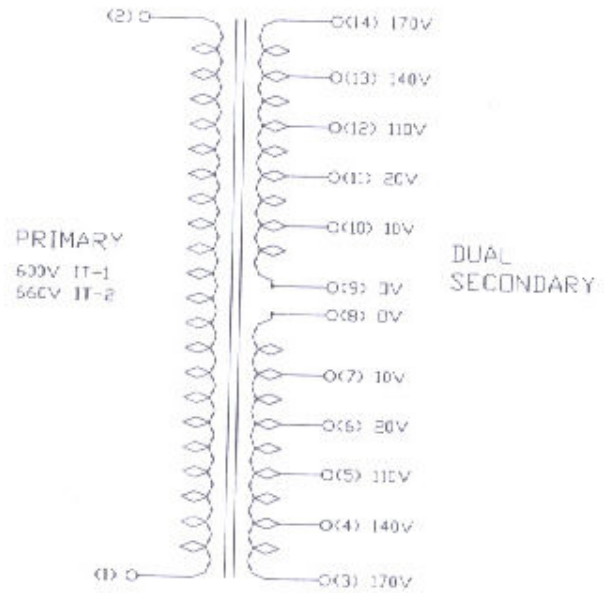 (2)
(14) 170V
(13) 140V
(12) 110V
(11) 20V
(10) 10V
PRIMARY
600V IT-1
660V IT-2
DUAL
SECONDARY
(9) 0V
(8) 0V
(7) 10V
(6) 20V
(5) 110V
(4) 140V
(1)
(3) 170V